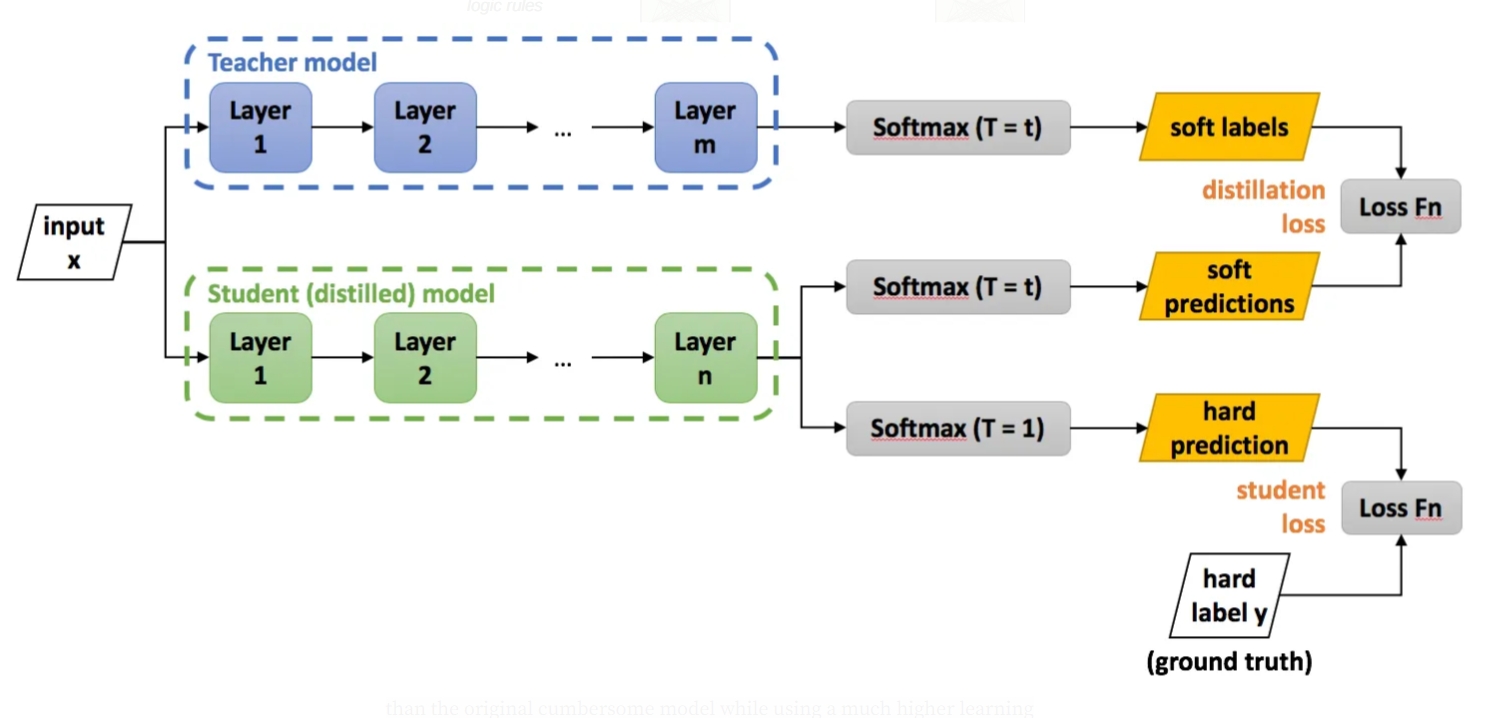 logic rules
Teacher model
Layer
1
Layer
2
...
Layer
m
Softmax (T = t)
soft labels
input
x
distillation
loss
Loss Fn
Student (distilled) model
Layer
1
Layer
2
...
Layer
n
Softmax (T = t)
soft
predictions
Softmax (T = 1)
hard
prediction
student
loss
Loss Fn
hard
label y
(ground truth)
than the original cumbersome model while using a much higher learning